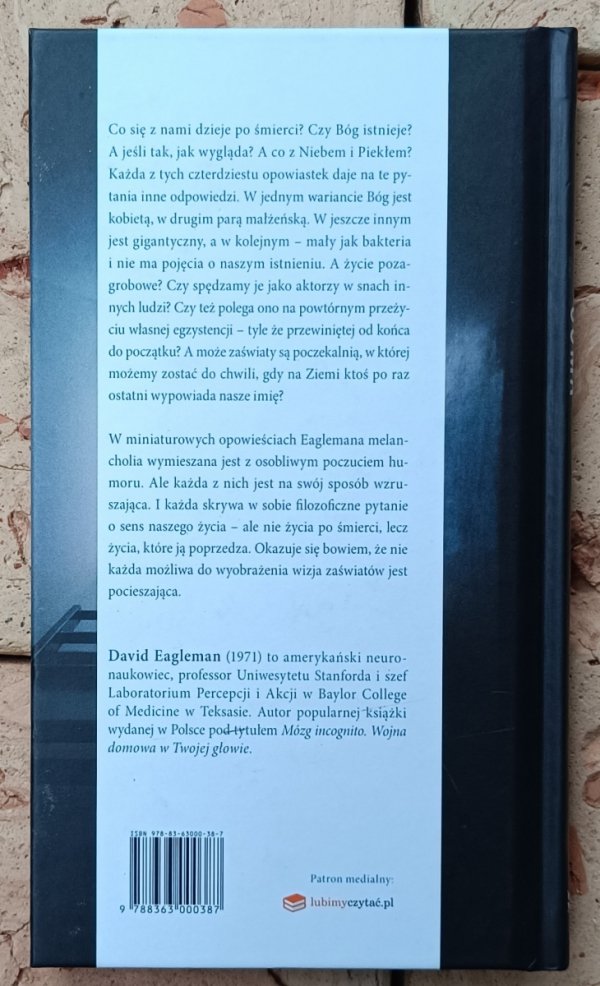 Co się z nami dzieje po śmierci? Czy Bóg istnieje?
A jeśli tak, jak wygląda? A co z Niebem i Piekłem?
Każda z tych czterdziestu opowiastek daje na te py-
tania inne odpowiedzi. W jednym wariancie Bóg jest
kobietą, w drugim parą małżeńską. W jeszcze innym
jest gigantyczny, a w kolejnym – mały jak bakteria
i nie ma pojęcia o naszym istnieniu. A życie poza-
grobowe? Czy spędzamy je jako aktorzy w snach in-
nych ludzi? Czy też polega ono na powtórnym przeży-
ciu własnej egzystencji – tyle że przewiniętej od końca
do początku? A może zaświaty są poczekalnią, w której
możemy zostać do chwili, gdy na Ziemi ktoś po raz
ostatni wypowiada nasze imię?
W miniaturowych opowieściach Eaglemana melan-
cholia wymieszana jest z osobliwym poczuciem hu-
moru. Ale każda z nich jest na swój sposób wzru-
szająca. I każda skrywa w sobie filozoficzne pytanie
o sens naszego życia – ale nie życia po śmierci, lecz
życia, które ją poprzedza. Okazuje się bowiem, że nie
każda możliwa do wyobrażenia wizja zaświatów jest
pocieszająca.
David Eagleman (1971) to amerykański neuro-
naukowiec, professor Uniwesytetu Stanforda i szef
Laboratorium Percepcji i Akcji w Baylor College
of Medicine w Teksasie. Autor popularnej książki
wydanej w Polsce pod tytułem Mózg incognito. Wojna
domowa w Twojej głowie.
ISBN 978-83-63000-38-7
9 788363 000387
Patron medialny:
lubimyczytać.pl